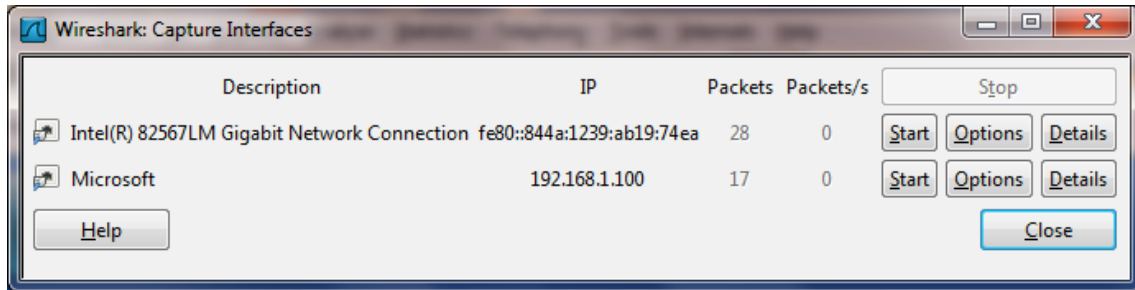 Wireshark: Capture Interfaces
Description IP Packets Packets/s Stop
Intel(R) 82567LM Gigabit Network Connection fe80::844a:1239:ab19:74ea 28 0 Start Options Details
Microsoft 192.168.1.100 17 0 Start Options Details
Help Close